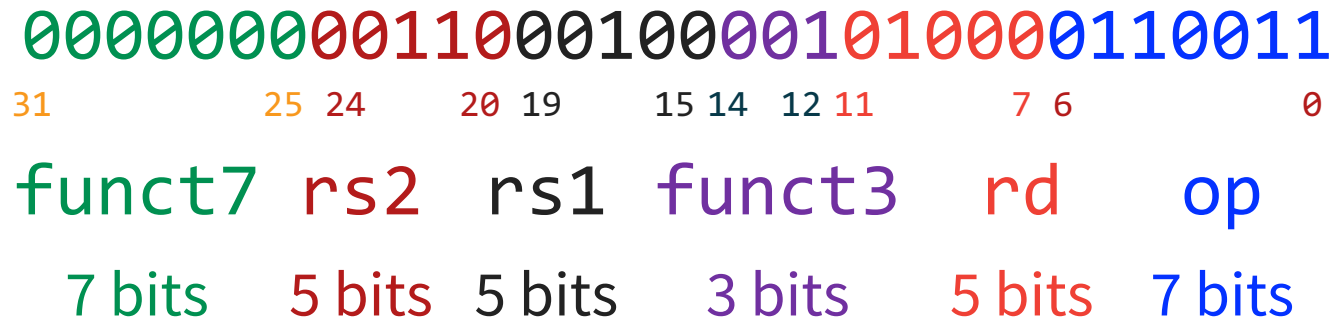 00000000011000100001010000110011
31 25 24 20 19 15 14 12 11 7 6 0
funct7 rs2 rs1 funct3 rd op
7 bits 5 bits 5 bits 3 bits 5 bits 7 bits